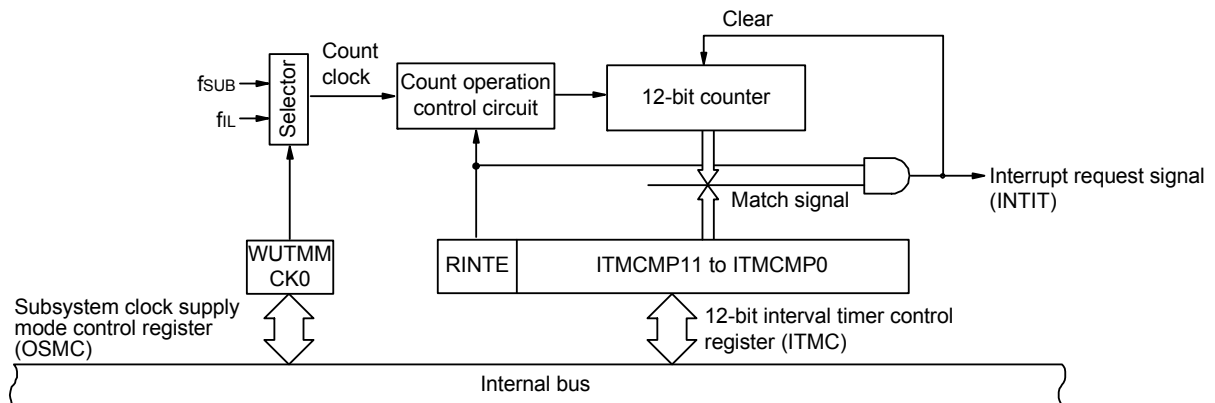 Clear
Count
clock
Selector
fSUB
fIL
Count operation
control circuit
12-bit counter
Match signal
Interrupt request signal
(INTIT)
WUTMM
CK0
RINTE
ITMCMP11 to ITMCMP0
Subsystem clock supply
mode control register
(OSMC)
12-bit interval timer control
register (ITMC)
Internal bus